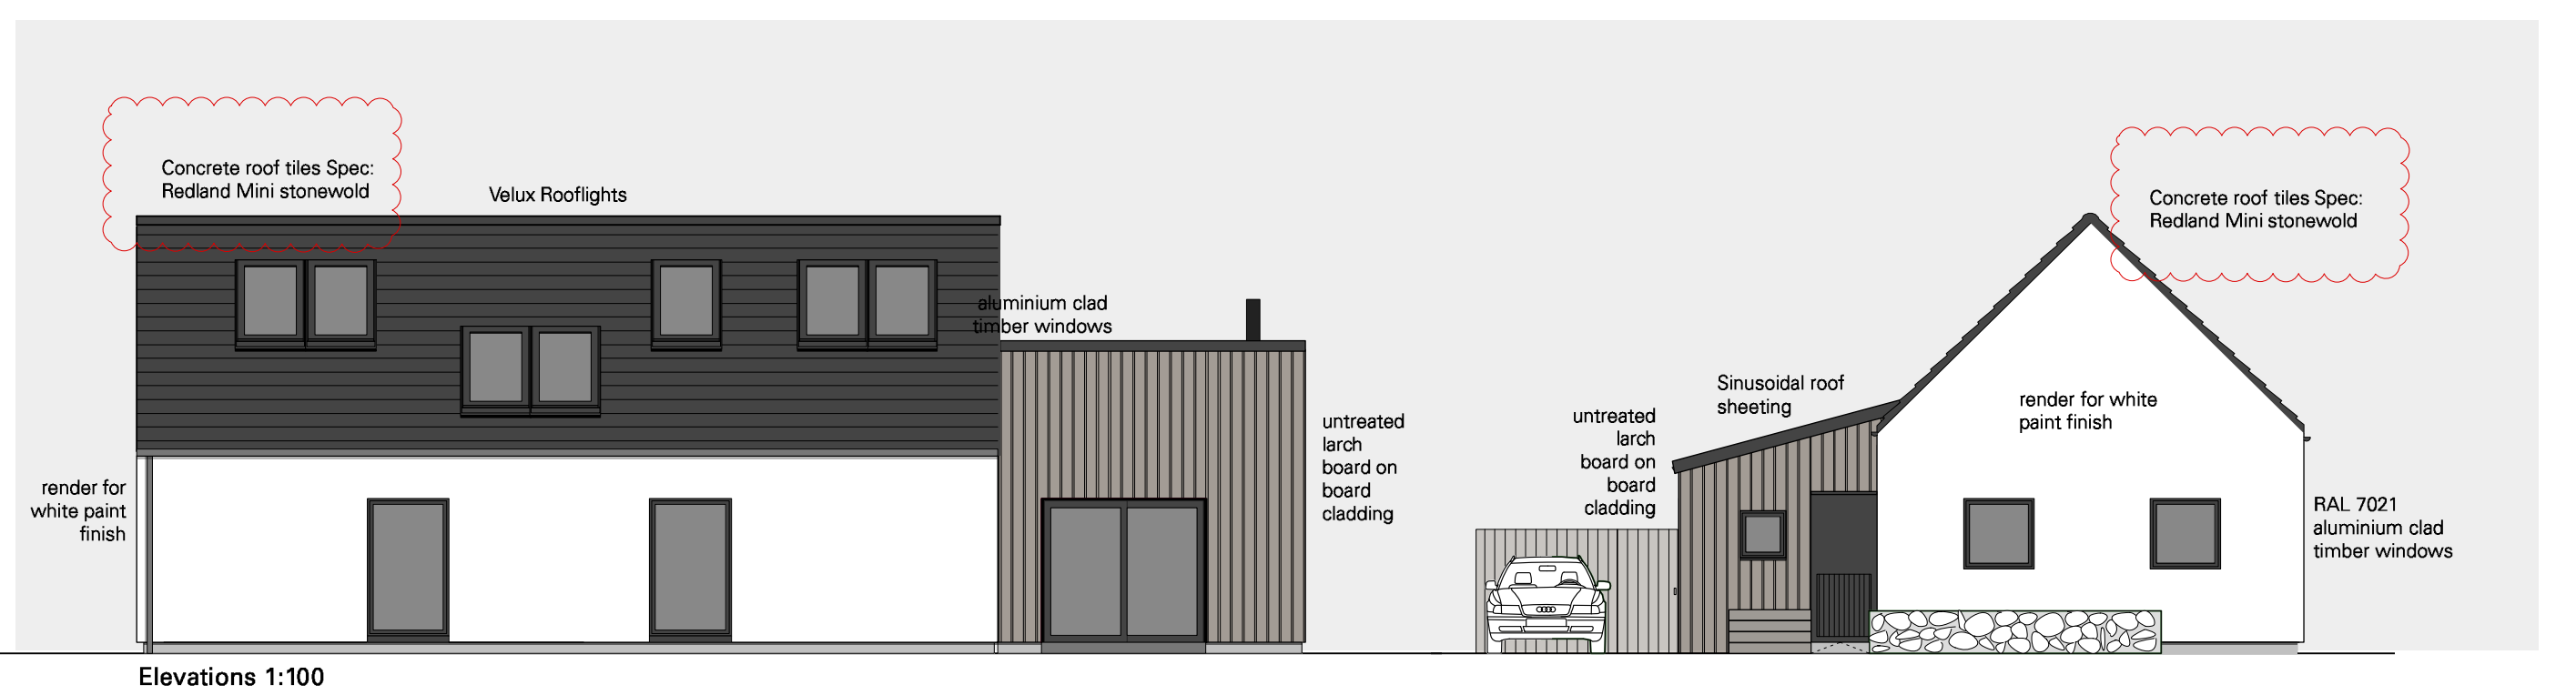 Concrete roof tiles Spec:
Redland Mini stonewold
Velux Rooflights
aluminium clad
timber windows
render for
white paint
finish
untreated
larch
board on
board
cladding
untreated
larch
board on
board
cladding
Sinusoidal roof
sheeting
Concrete roof tiles Spec:
Redland Mini stonewold
render for white
paint finish
RAL 7021
aluminium clad
timber windows
Elevations 1:100